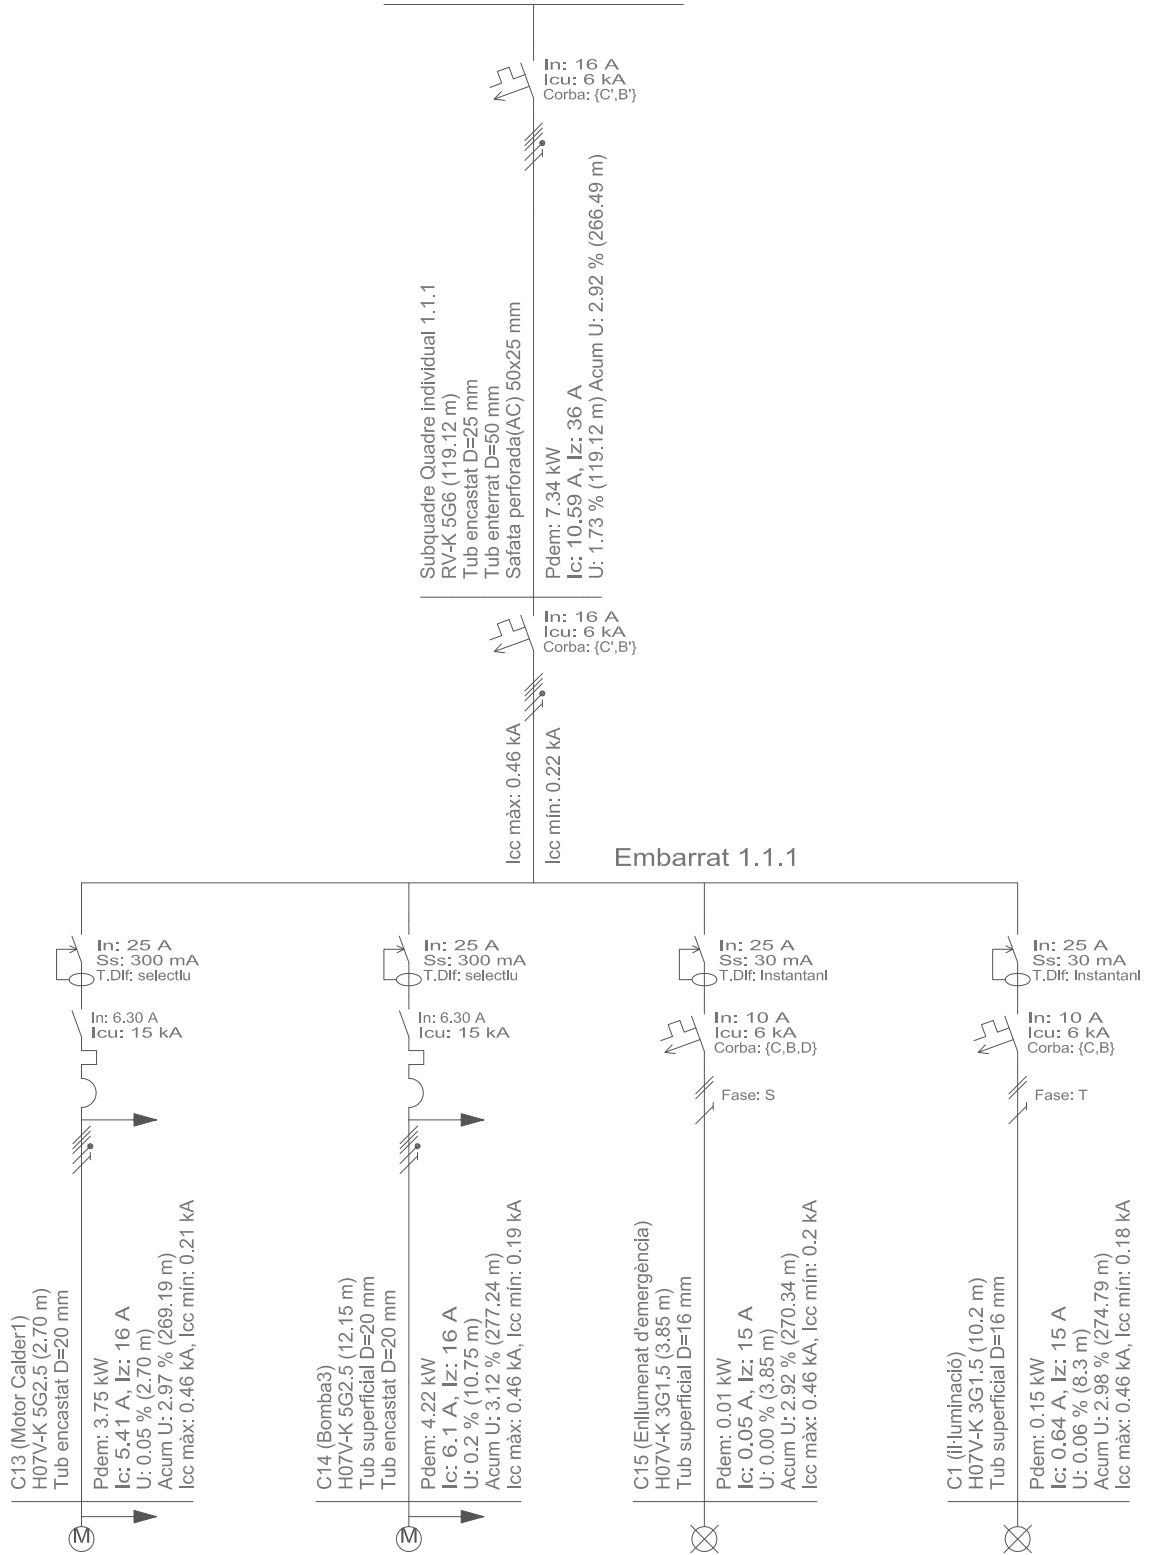 In: 16 A
Icu: 6 kA
Corba: {C',B'}
Subquadre Quadre individual 1.1.1
RV-K 5G6 (119.12 m)
Tub encastat D=25 mm
Tub enterrat D=50 mm
Safata perforada(AC) 50x25 mm
Pdem: 7.34 kW
Ic: 10.59 A, Iz: 36 A
U: 1.73 % (119.12 m) Acum U: 2.92 % (266.49 m)
In: 16 A
Icu: 6 kA
Corba: {C',B'}
Icc màx: 0.46 kA
Icc mín: 0.22 kA
Embarrat 1.1.1
In: 25 A
Ss: 300 mA
T.Dif: selectiu
In: 6.30 A
Icu: 15 kA
C13 (Motor Calder1)
H07V-K 5G2.5 (2.70 m)
Tub encastat D=20 mm
Pdem: 3.75 kW
Ic: 5.41 A, Iz: 16 A
U: 0.05 % (2.70 m)
Acum U: 2.97 % (269.19 m)
Icc màx: 0.46 kA, Icc mín: 0.21 kA
M
In: 25 A
Ss: 300 mA
T.Dif: selectiu
In: 6.30 A
Icu: 15 kA
C14 (Bomba3)
H07V-K 5G2.5 (12.15 m)
Tub superficial D=20 mm
Tub encastat D=20 mm
Pdem: 4.22 kW
Ic: 6.1 A, Iz: 16 A
U: 0.2 % (10.75 m)
Acum U: 3.12 % (277.24 m)
Icc màx: 0.46 kA, Icc mín: 0.19 kA
M
In: 25 A
Ss: 30 mA
T.Dif: Instantani
In: 10 A
Icu: 6 kA
Corba: {C,B,D}
Fase: S
C15 (Enllumenat d'emergència)
H07V-K 3G1.5 (3.85 m)
Tub superficial D=16 mm
Pdem: 0.01 kW
Ic: 0.05 A, Iz: 15 A
U: 0.00 % (3.85 m)
Acum U: 2.92 % (270.34 m)
Icc màx: 0.46 kA, Icc mín: 0.2 kA
In: 25 A
Ss: 30 mA
T.Dif: Instantani
In: 10 A
Icu: 6 kA
Corba: {C,B}
Fase: T
C1 (il·luminació)
H07V-K 3G1.5 (10.2 m)
Tub superficial D=16 mm
Pdem: 0.15 kW
Ic: 0.64 A, Iz: 15 A
U: 0.06 % (8.3 m)
Acum U: 2.98 % (274.79 m)
Icc màx: 0.46 kA, Icc mín: 0.18 kA